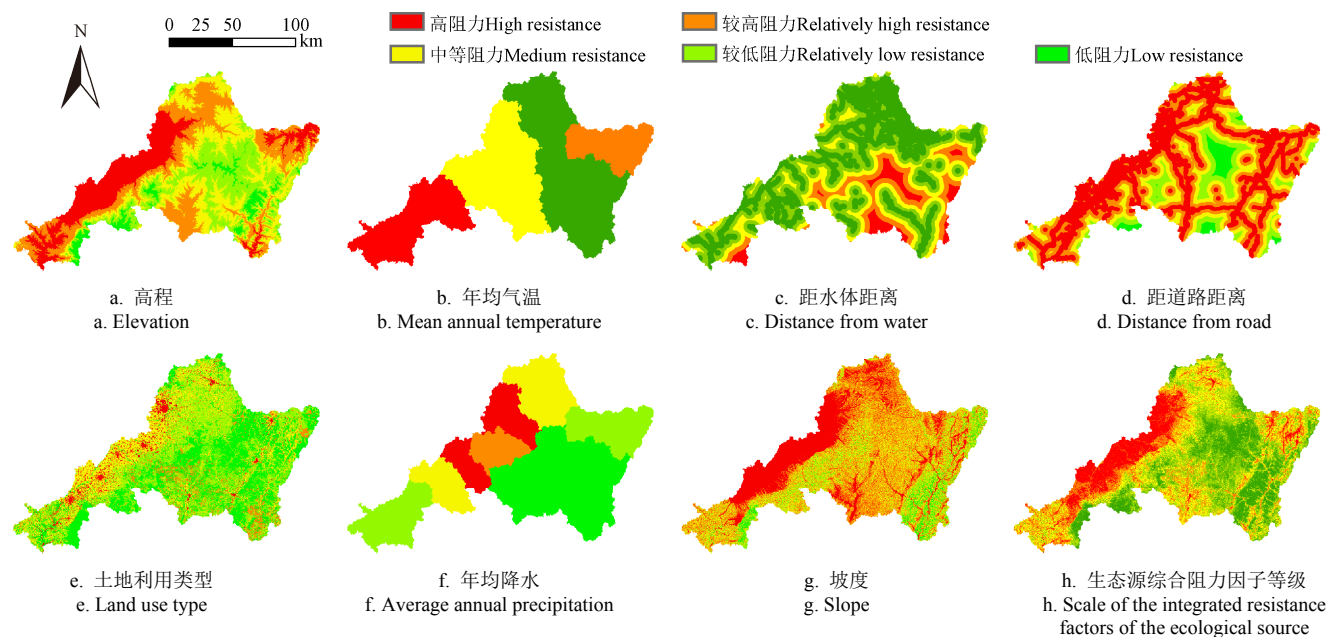 N
0 25 50 100
km
高阻力High resistance
较高阻力Relatively high resistance
中等阻力Medium resistance
较低阻力Relatively low resistance
低阻力Low resistance
a. 高程
a. Elevation
b. 年均气温
b. Mean annual temperature
c. 距水体距离
c. Distance from water
d. 距道路距离
d. Distance from road
e. 土地利用类型
e. Land use type
f. 年均降水
f. Average annual precipitation
g. 坡度
g. Slope
h. 生态源综合阻力因子等级
h. Scale of the integrated resistance
factors of the ecological source